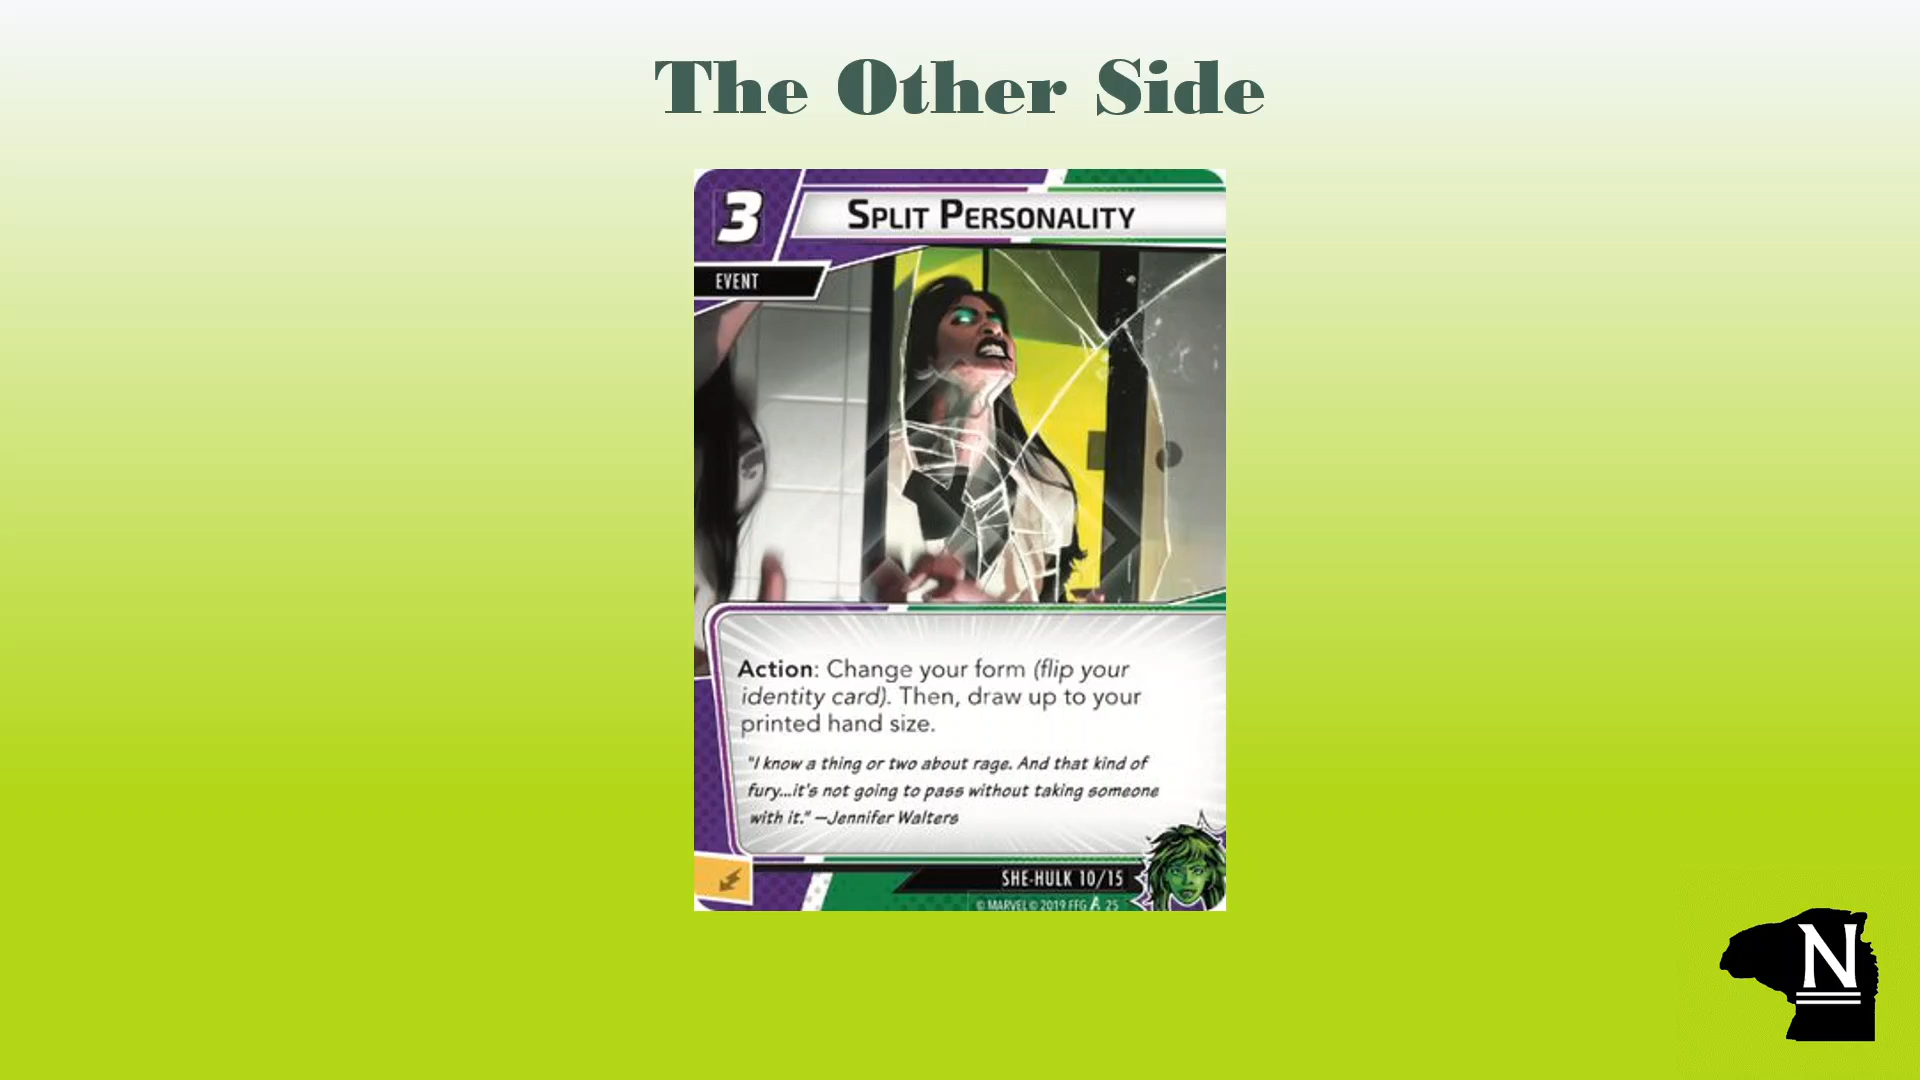 The Other Side
3
SPLIT PERSONALITY
EVENT
Action: Change your form (flip your
identity card). Then, draw up to your
printed hand size.
"I know a thing or two about rage. And that kind of
fury...it's not going to pass without taking someone
with it." —Jennifer Walters
SHE-HULK 10/15
© MARVEL © 2019 FFG 25
N